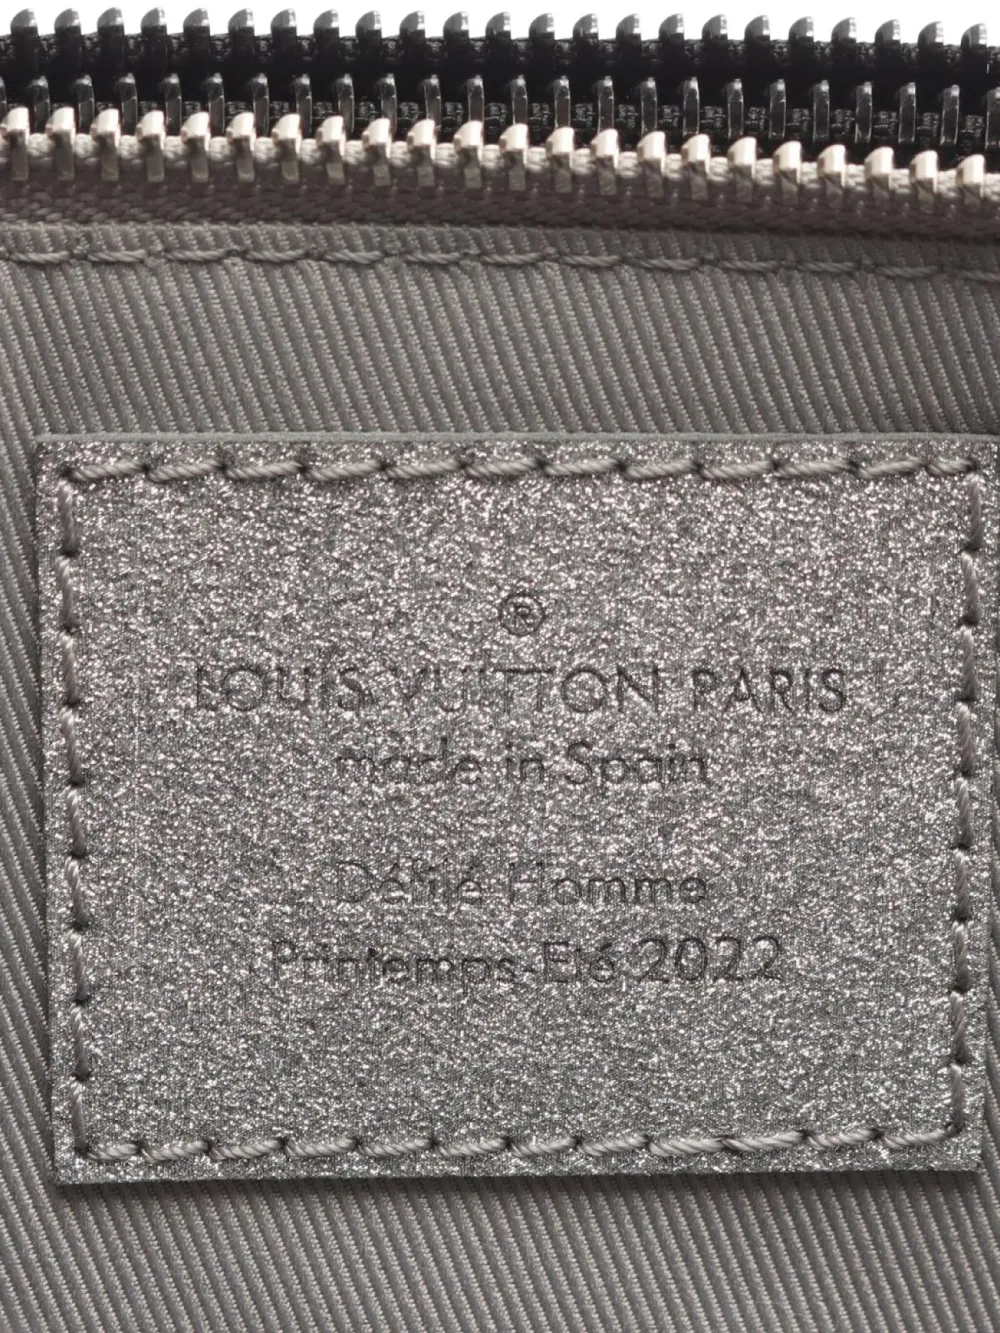 ®
LOUIS VUITTON PARIS
made in Spain
Défilé Homme
Printemps-Eté 2022